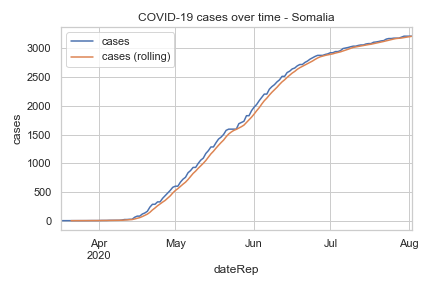 COVID-19 cases over time - Somalia
cases
cases (rolling)
3000
2500
2000
1500
1000
500
0
cases
Apr
2020
May
Jun
Jul
Aug
dateRep